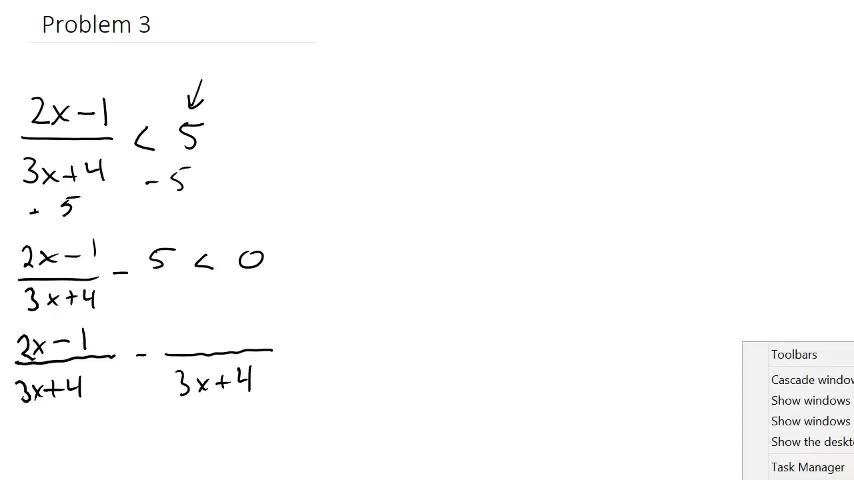 Problem 3
2x-1
< 5
3x+4
- 5
- 5
2x-1
- 5 < 0
3x+4
2x-1
-
3x+4
3x+4
Toolbars
Cascade window
Show windows
Show windows
Show the deskt
Task Manager